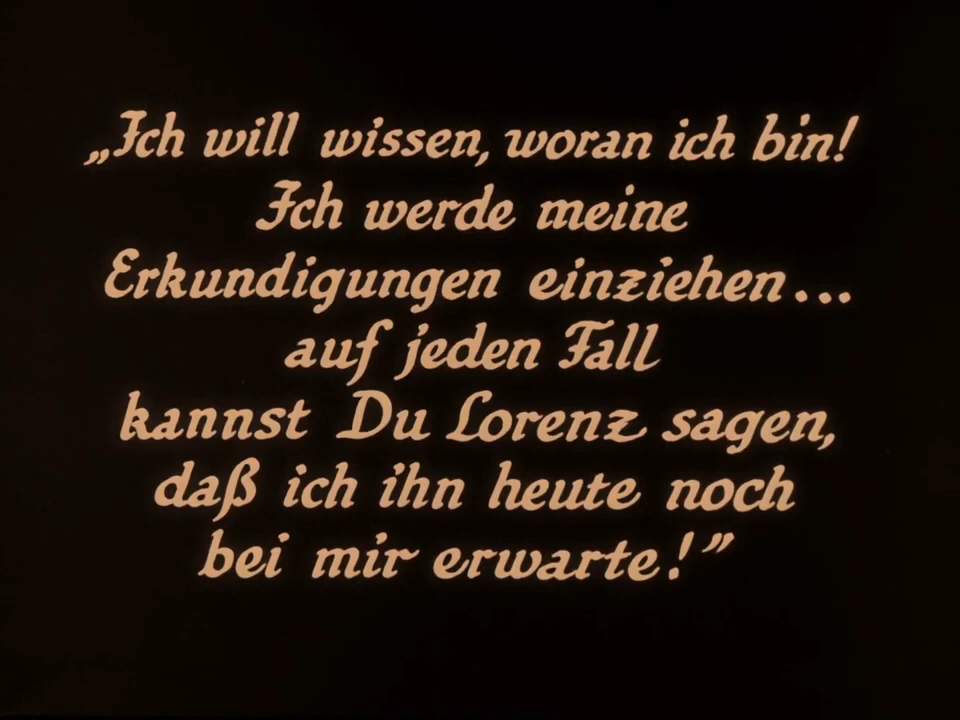 „Ich will wissen, woran ich bin!
Ich werde meine
Erkundigungen einziehen...
auf jeden Fall
kannst Du Lorenz sagen,
daß ich ihn heute noch
bei mir erwarte!”